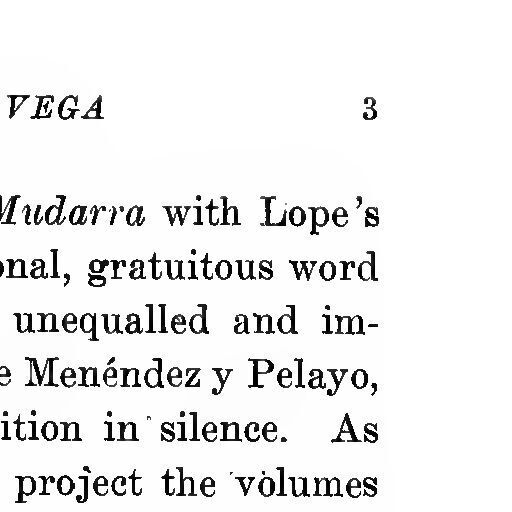 VEGA 3
Mudarra with Lope's
onal, gratuitous word
unequalled and im-
e Menéndez y Pelayo,
ition in silence. As
project the volumes